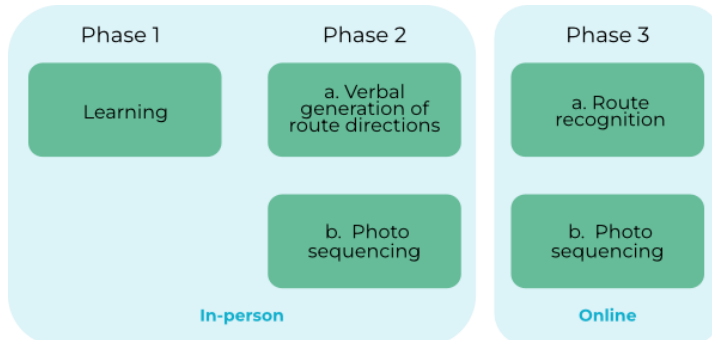 Phase 1
Learning
Phase 2
a. Verbal
generation of
route directions
b. Photo
sequencing
In-person
Phase 3
a. Route
recognition
b. Photo
sequencing
Online